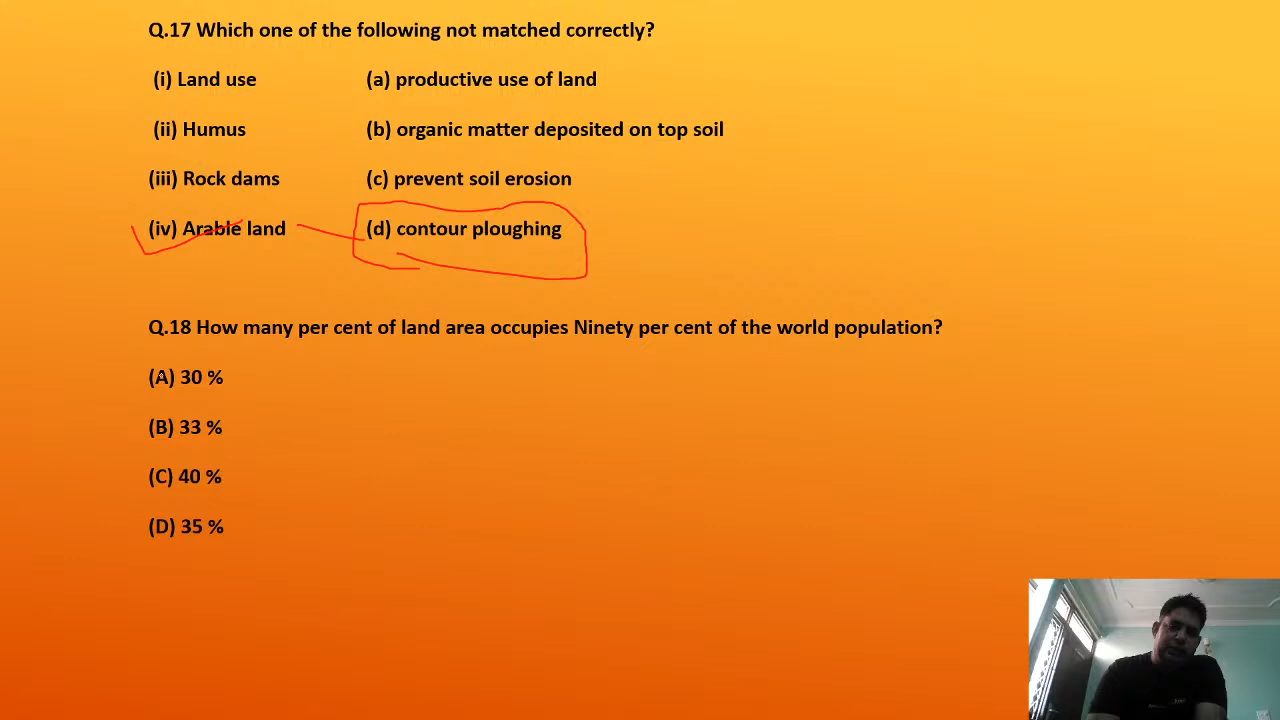 Q.17 Which one of the following not matched correctly?
(i) Land use (a) productive use of land
(ii) Humus (b) organic matter deposited on top soil
(iii) Rock dams (c) prevent soil erosion
(iv) Arable land (d) contour ploughing
Q.18 How many per cent of land area occupies Ninety per cent of the world population?
(A) 30 %
(B) 33 %
(C) 40 %
(D) 35 %